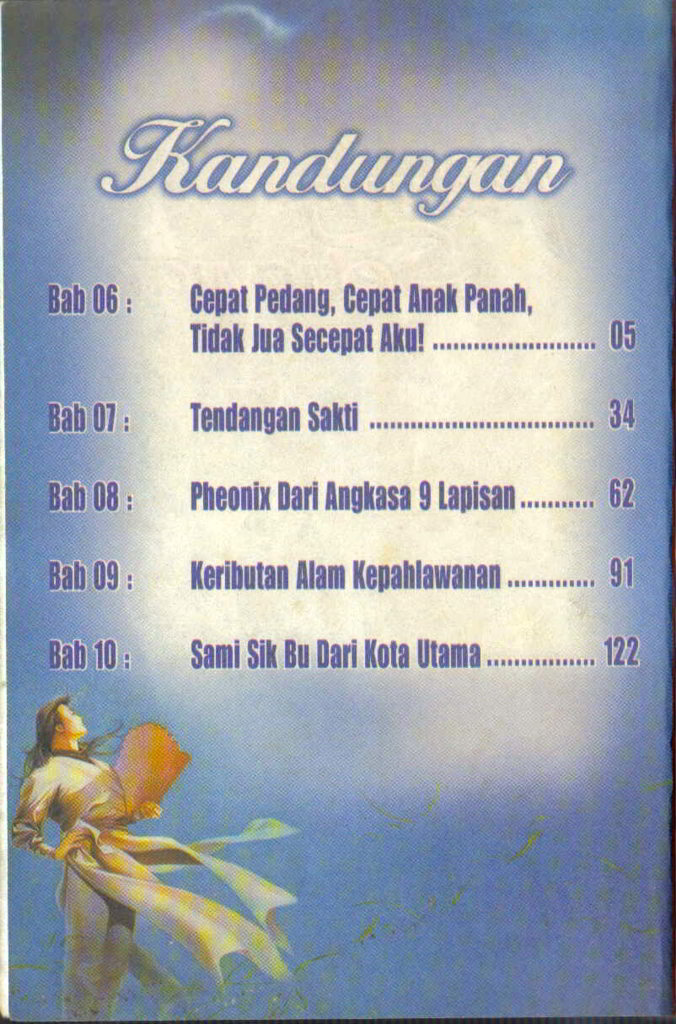 Kandungan
Bab 06 : Cepat Pedang, Cepat Anak Panah,
Tidak Jua Secepat Aku! ........................ 05
Bab 07 : Tendangan Sakti ................................. 34
Bab 08 : Pheonix Dari Angkasa 9 Lapisan ........... 62
Bab 09 : Keributan Alam Kepahlawanan ............. 91
Bab 10 : Sami Sik Bu Dari Kota Utama ................ 122